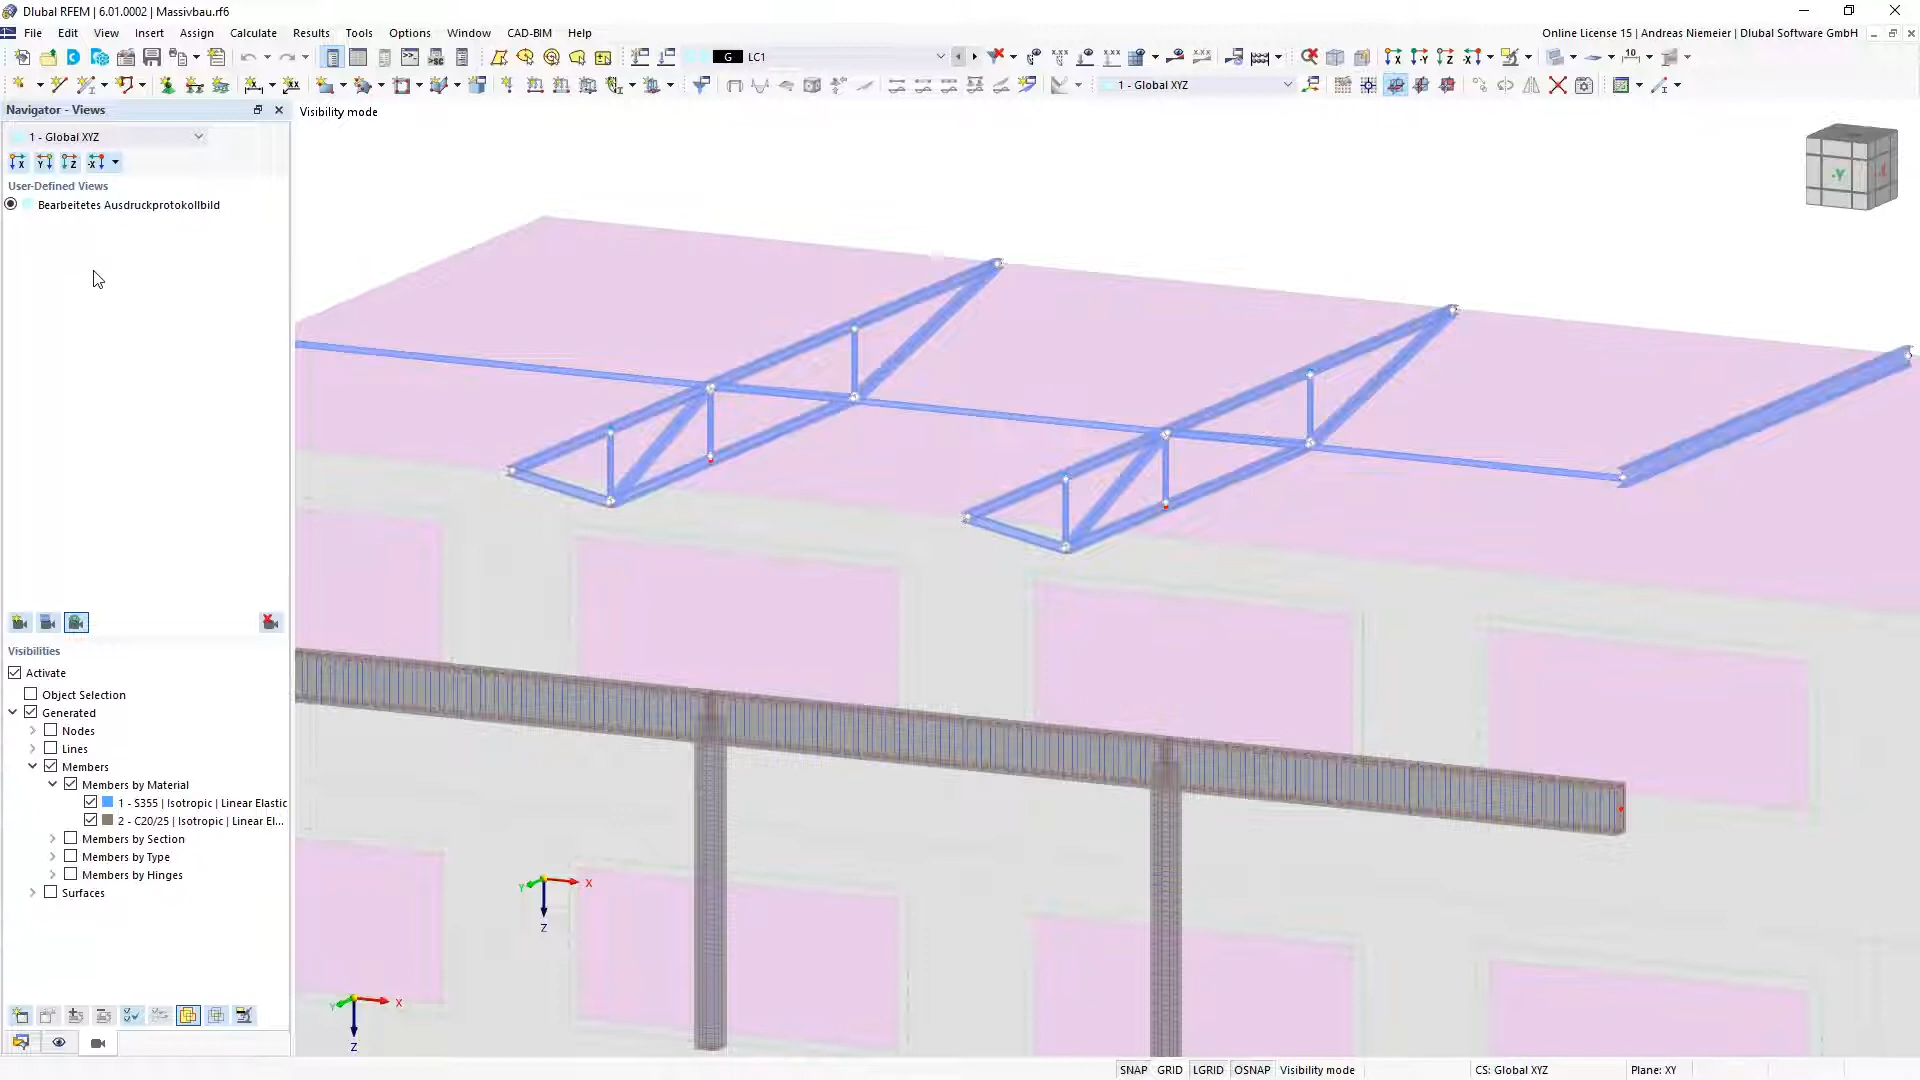 Dlubal RFEM | 6.01.0002 | Massivbau.rf6
File Edit View Insert Assign Calculate Results Tools Options Window CAD-BIM Help
Online License 15 | Andreas Niemeier | Dlubal Software GmbH
G LC1
1 - Global XYZ
Navigator - Views
Visibility mode
1 - Global XYZ
User-Defined Views
Bearbeitetes Ausdruckprotokollbild
-Y
-X
Visibilities
Activate
Object Selection
Generated
Nodes
Lines
Members
Members by Material
1 - S355 | Isotropic | Linear Elastic
2 - C20/25 | Isotropic | Linear El...
Members by Section
Members by Type
Members by Hinges
Surfaces
Y X
Z
Y X
Z
SNAP GRID LGRID OSNAP Visibility mode CS: Global XYZ Plane: XY